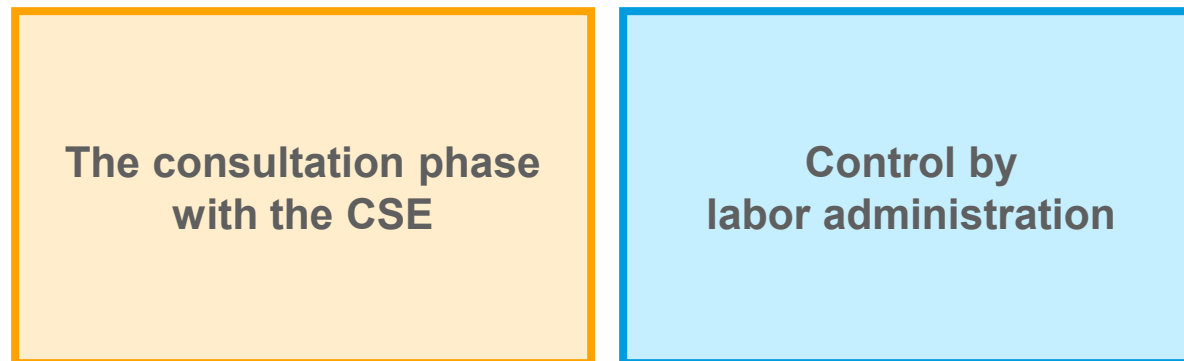 The consultation phase
with the CSE
Control by
labor administration